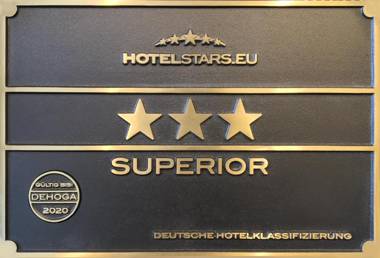 HOTELSTARS.EU
SUPERIOR
GÜLTIG BIS:
DEHOGA
2020
DEUTSCHE HOTELKLASSIFIZIERUNG